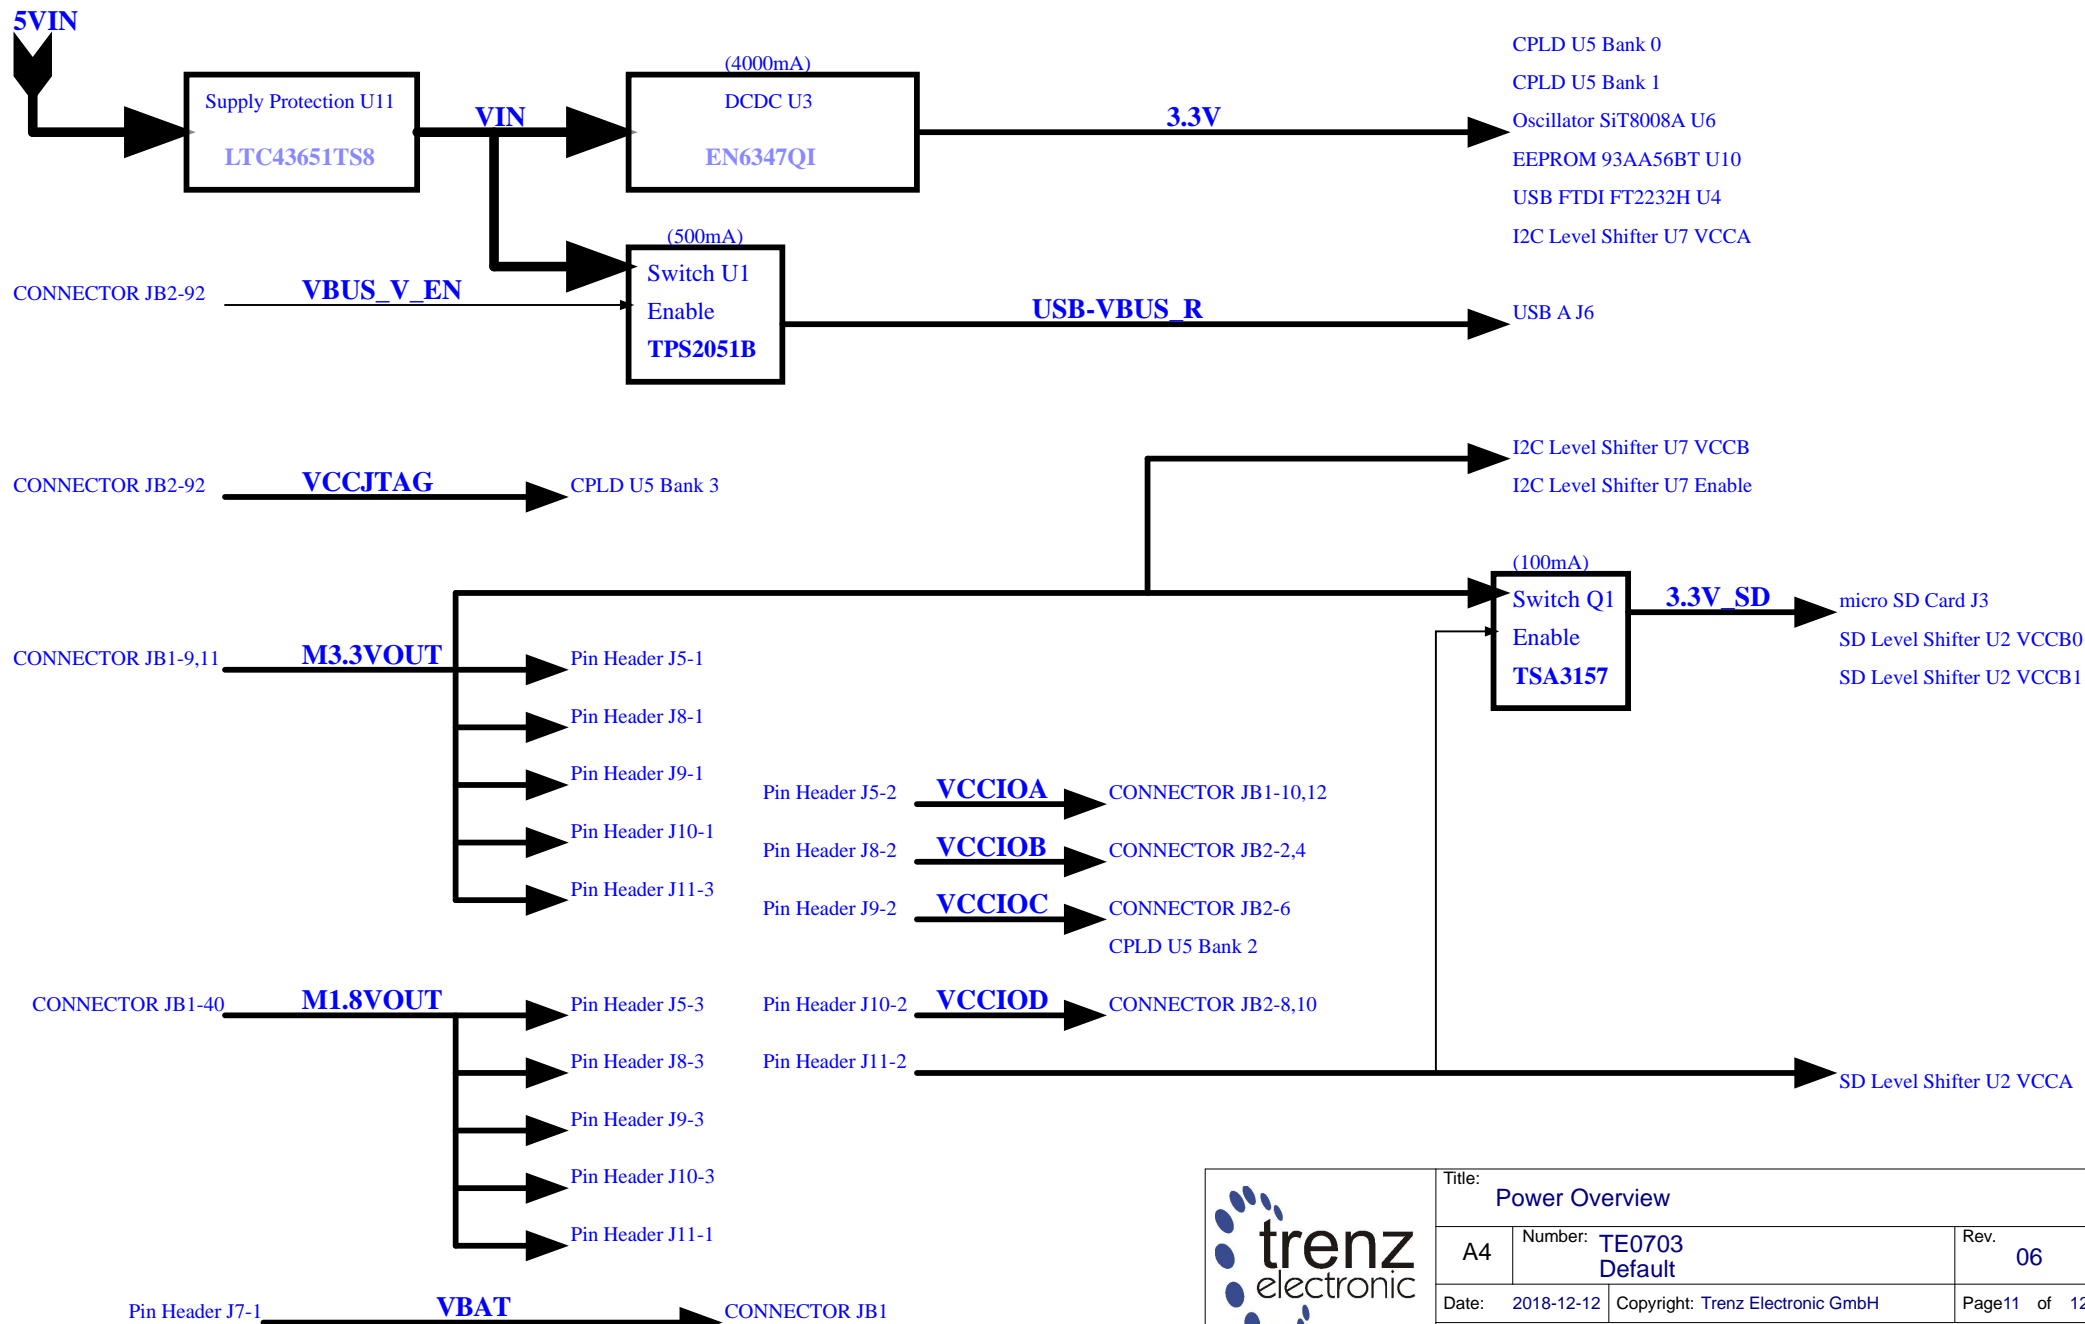 5VIN
Supply Protection U11
LTC43651TS8
VIN
(4000mA)
DCDC U3
EN6347QI
3.3V
CPLD U5 Bank 0
CPLD U5 Bank 1
Oscillator SiT8008A U6
EEPROM 93AA56BT U10
USB FTDI FT2232H U4
I2C Level Shifter U7 VCCA
CONNECTOR JB2-92
VBUS_V_EN
(500mA)
Switch U1
Enable
TPS2051B
USB-VBUS_R
USB A J6
CONNECTOR JB2-92
VCCJTAG
CPLD U5 Bank 3
I2C Level Shifter U7 VCCB
I2C Level Shifter U7 Enable
(100mA)
Switch Q1
Enable
TSA3157
3.3V_SD
micro SD Card J3
SD Level Shifter U2 VCCB0
SD Level Shifter U2 VCCB1
CONNECTOR JB1-9,11
M3.3VOUT
Pin Header J5-1
Pin Header J8-1
Pin Header J9-1
Pin Header J10-1
Pin Header J11-3
Pin Header J5-2
VCCIOA
CONNECTOR JB1-10,12
Pin Header J8-2
VCCIOB
CONNECTOR JB2-2,4
Pin Header J9-2
VCCIOC
CONNECTOR JB2-6
CPLD U5 Bank 2
CONNECTOR JB1-40
M1.8VOUT
Pin Header J5-3
Pin Header J8-3
Pin Header J9-3
Pin Header J10-3
Pin Header J11-1
Pin Header J10-2
VCCIOD
CONNECTOR JB2-8,10
Pin Header J11-2
SD Level Shifter U2 VCCA
Pin Header J7-1
VBAT
CONNECTOR JB1
trenz
electronic
Title:
Power Overview
A4
Number: TE0703
Default
Rev.
06
Date: 2018-12-12
Copyright: Trenz Electronic GmbH
Page11 of 12